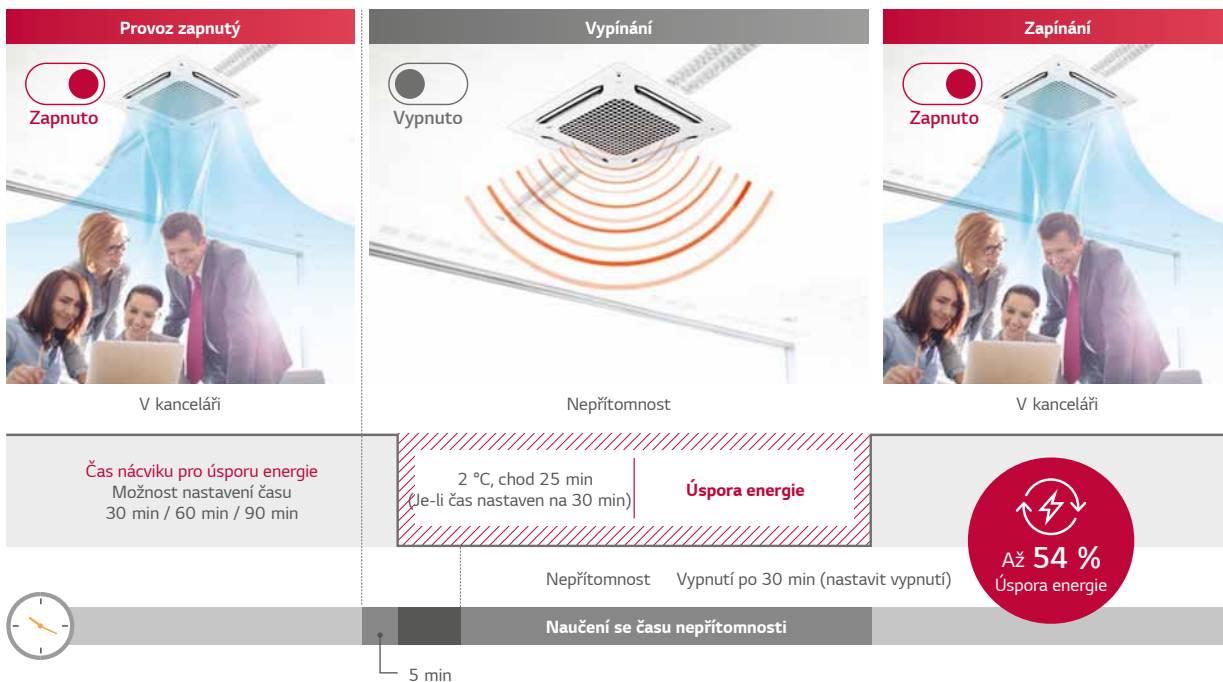 Provoz zapnutý
Zapnuto
V kanceláři
Vypínání
Vypnuto
Nepřítomnost
Zapínání
Zapnuto
V kanceláři
Čas nácviku pro úsporu energie
Možnost nastavení času
30 min / 60 min / 90 min
2 °C, chod 25 min
(Je-li čas nastaven na 30 min)
Úspora energie
Až 54 %
Úspora energie
Nepřítomnost Vypnutí po 30 min (nastavit vypnutí)
Naučení se času nepřítomnosti
5 min